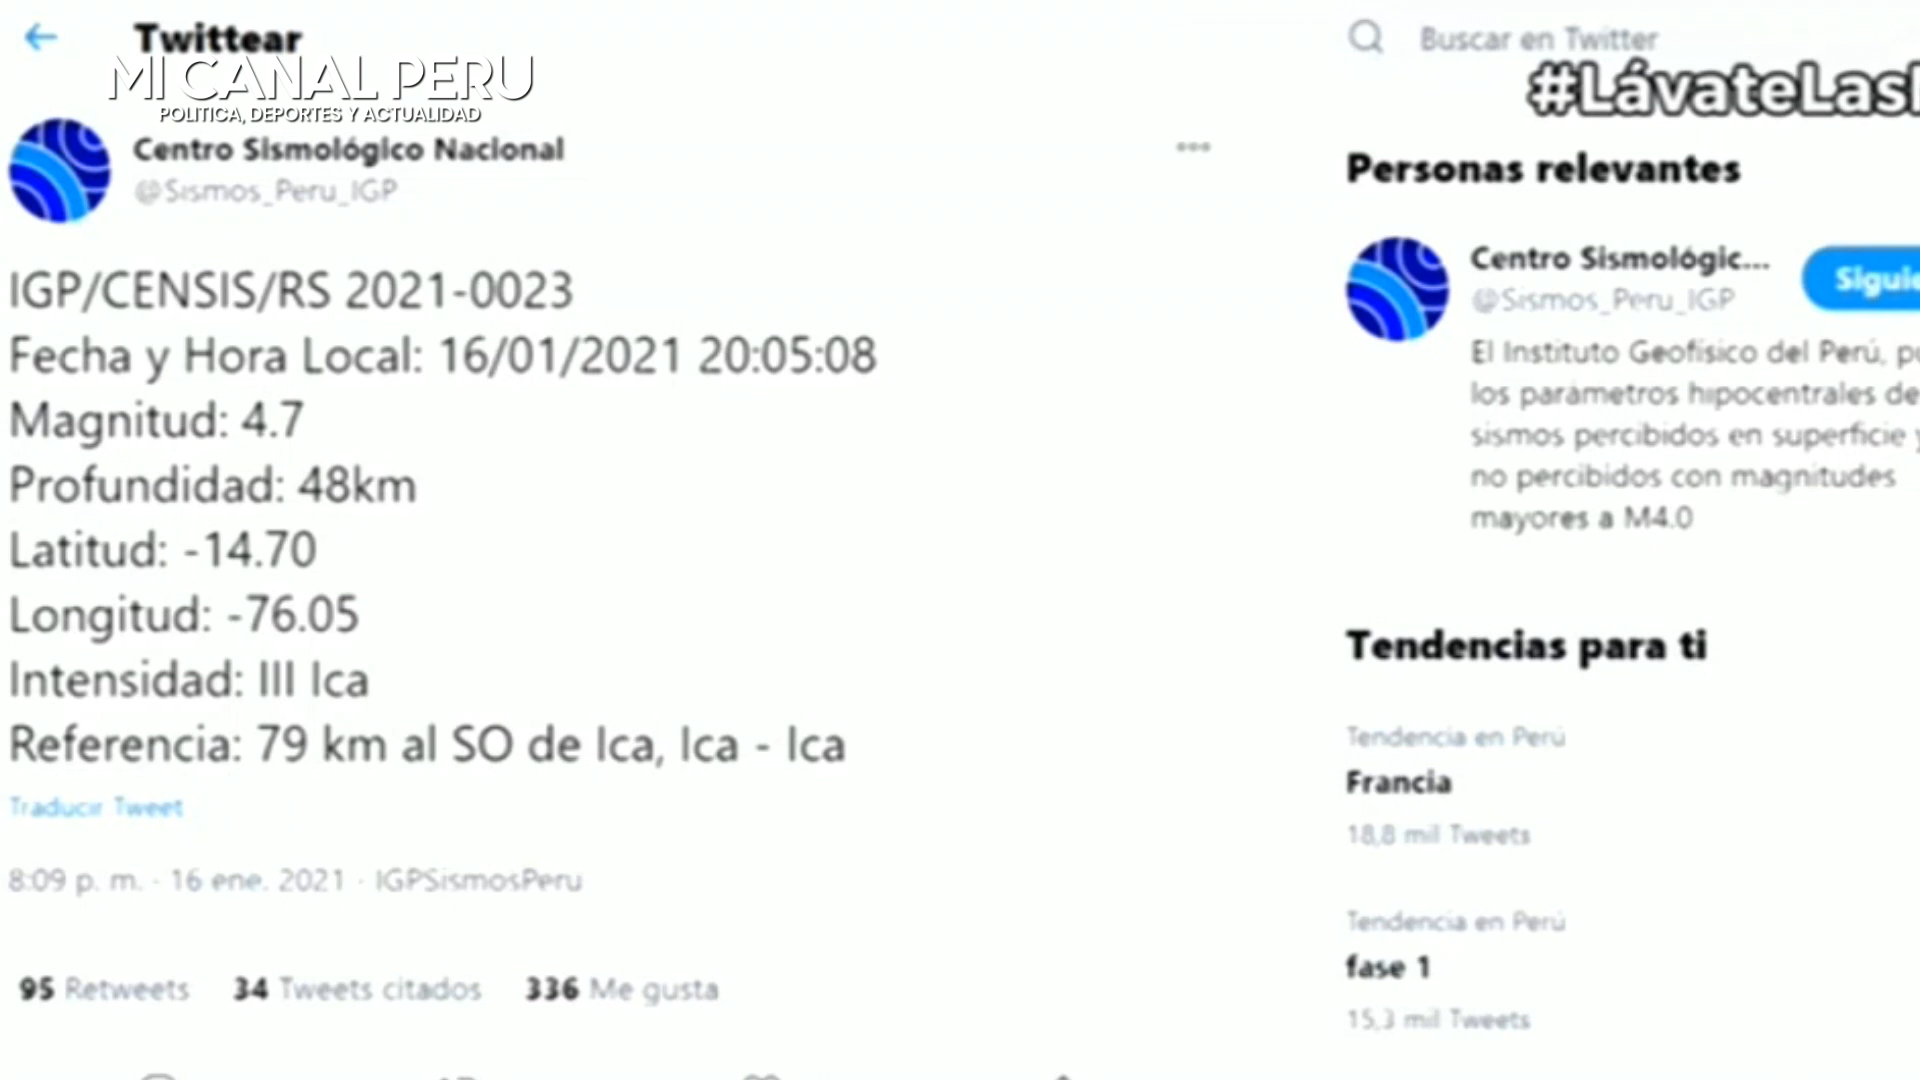 Twittear
MI CANAL PERU
POLITICA, DEPORTES Y ACTUALIDAD
Centro Sismológico Nacional
@Sismos_Peru_IGP
IGP/CENSIS/RS 2021-0023
Fecha y Hora Local: 16/01/2021 20:05:08
Magnitud: 4.7
Profundidad: 48km
Latitud: -14.70
Longitud: -76.05
Intensidad: III Ica
Referencia: 79 km al SO de Ica, Ica - Ica
Traducir Tweet
8:09 p. m. · 16 ene. 2021 · IGPSismosPeru
95 Retweets 34 Tweets citados 336 Me gusta
Buscar en Twitter
#LávateLas
Personas relevantes
Centro Sismológic...
@Sismos_Peru_IGP
Siguie
El Instituto Geofísico del Perú, pu
los parámetros hipocentrales de
sismos percibidos en superficie y
no percibidos con magnitudes
mayores a M4.0
Tendencias para ti
Tendencia en Perú
Francia
18,8 mil Tweets
Tendencia en Perú
fase 1
15,3 mil Tweets